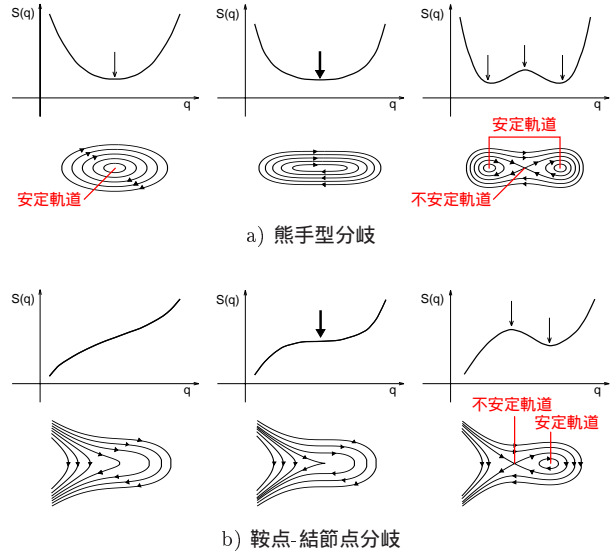 S(q)
q
S(q)
q
S(q)
q
安定軌道
安定軌道
不安定軌道
a) 熊手型分岐
S(q)
q
S(q)
q
S(q)
q
不安定軌道
安定軌道
b) 鞍点-結節点分岐